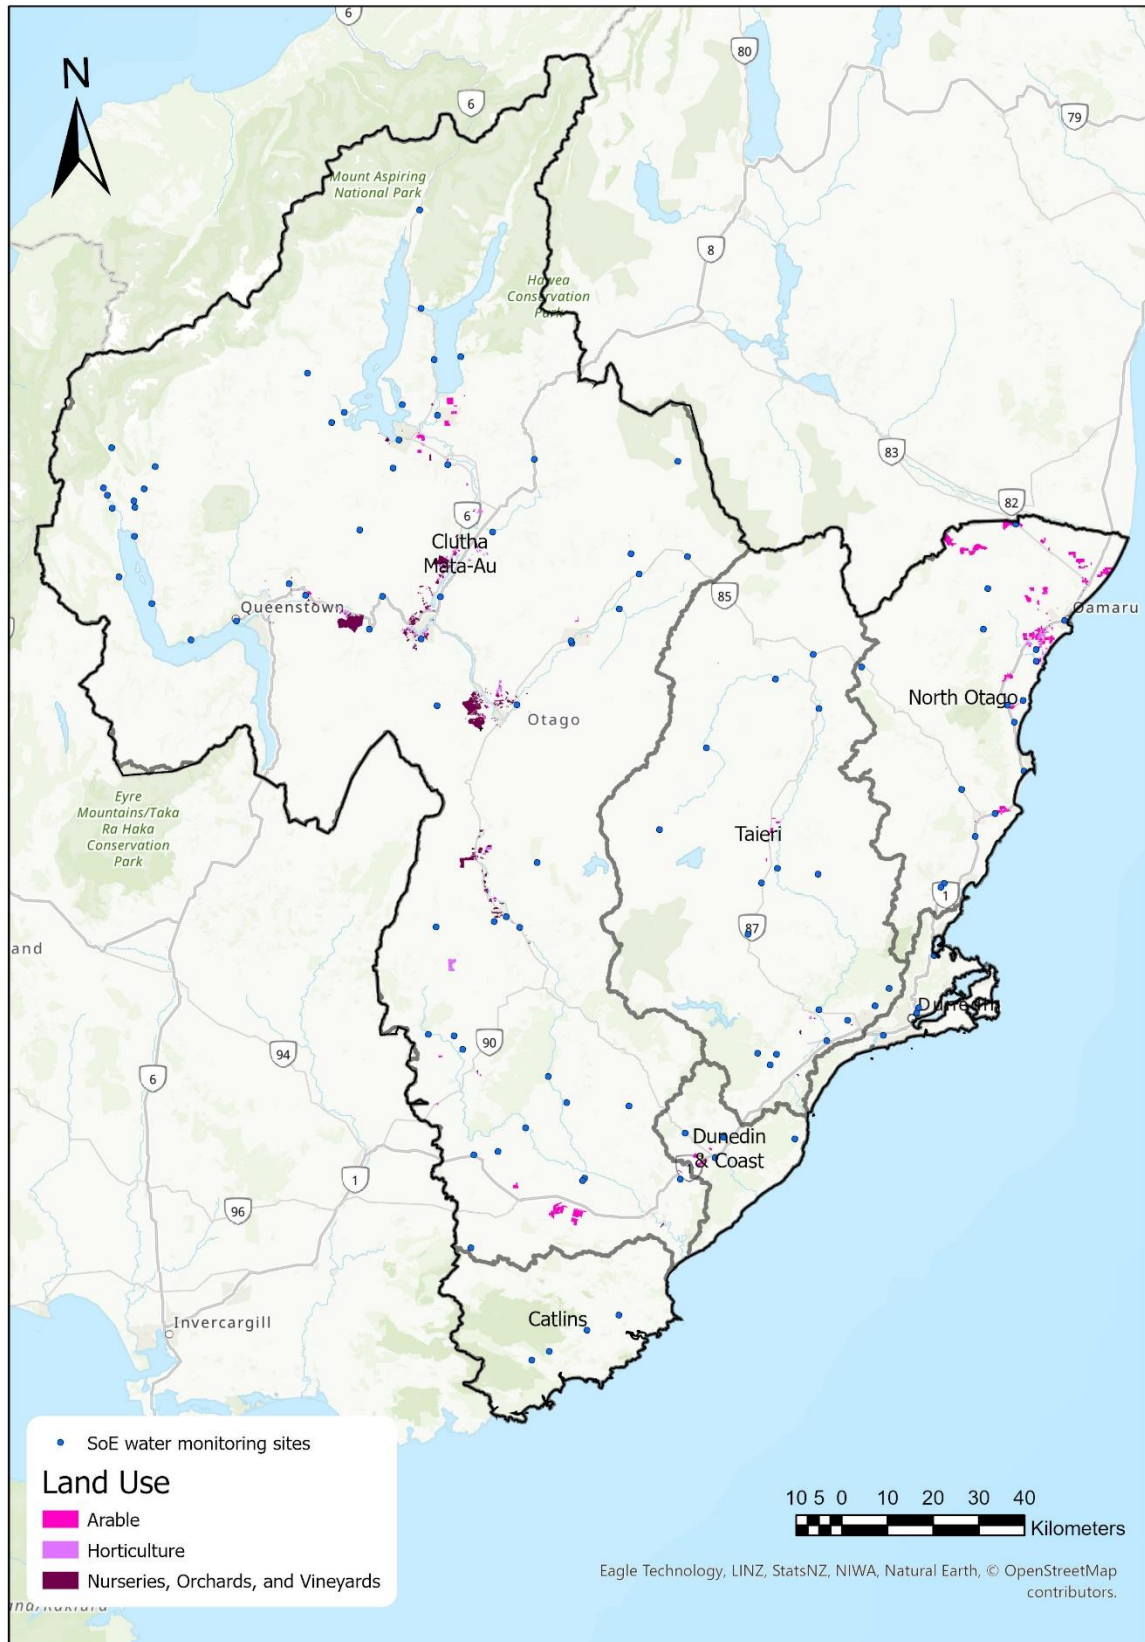 6
N
80
6
79
Mount Aspiring
National Park
8
Hawea
Conservation
Park
83
82
6
Clutha
Mata-Au
85
Queenstown
Oamaru
North Otago
Otago
Eyre
Mountains/Taka
Ra Haka
Conservation
Park
Taieri
1
87
and
Dunedin
90
94
6
Dunedin
& Coast
1
1
96
Catlins
Invercargill
SoE water monitoring sites
Land Use
Arable
Horticulture
Nurseries, Orchards, and Vineyards
10 5 0 10 20 30 40
Kilometers
Eagle Technology, LINZ, StatsNZ, NIWA, Natural Earth, © OpenStreetMap
contributors.